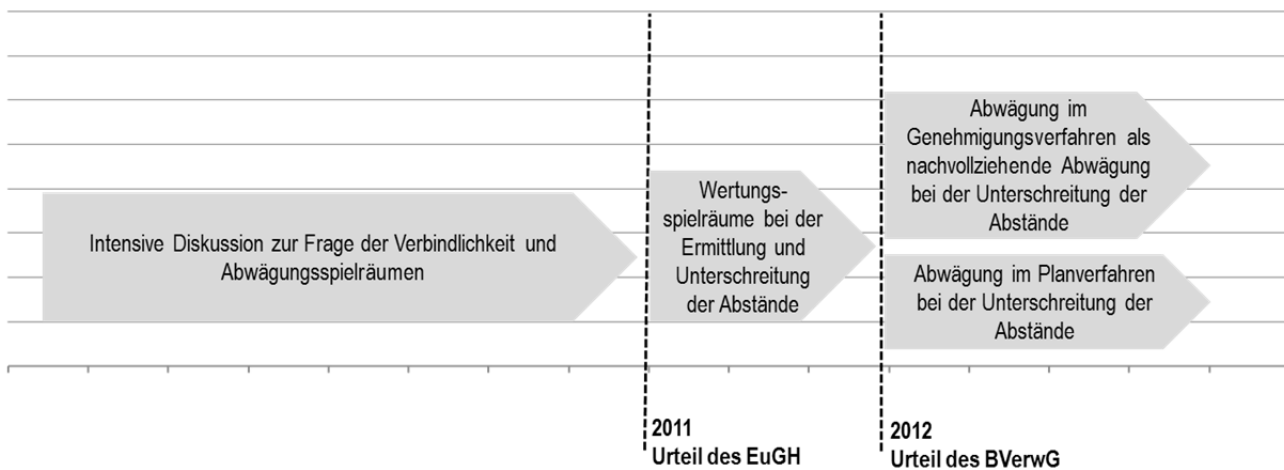 Intensive Diskussion zur Frage der Verbindlichkeit und
Abwägungsspielräumen
Wertungs-
spielräume bei der
Ermittlung und
Unterschreitung
der Abstände
Abwägung im
Genehmigungsverfahren als
nachvollziehende Abwägung
bei der Unterschreitung der
Abstände
Abwägung im Planverfahren
bei der Unterschreitung der
Abstände
2011
Urteil des EuGH
2012
Urteil des BVerwG